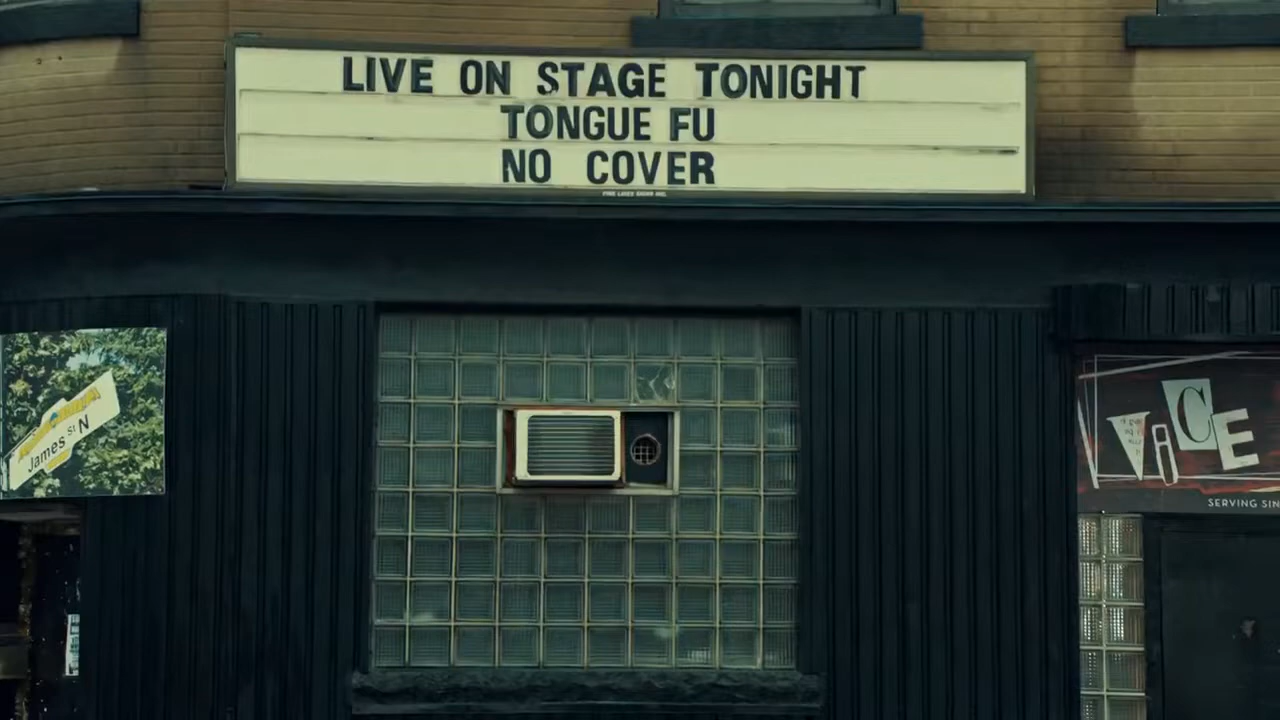 LIVE ON STAGE TONIGHT
TONGUE FU
NO COVER
James St N
VICE
SERVING SIN